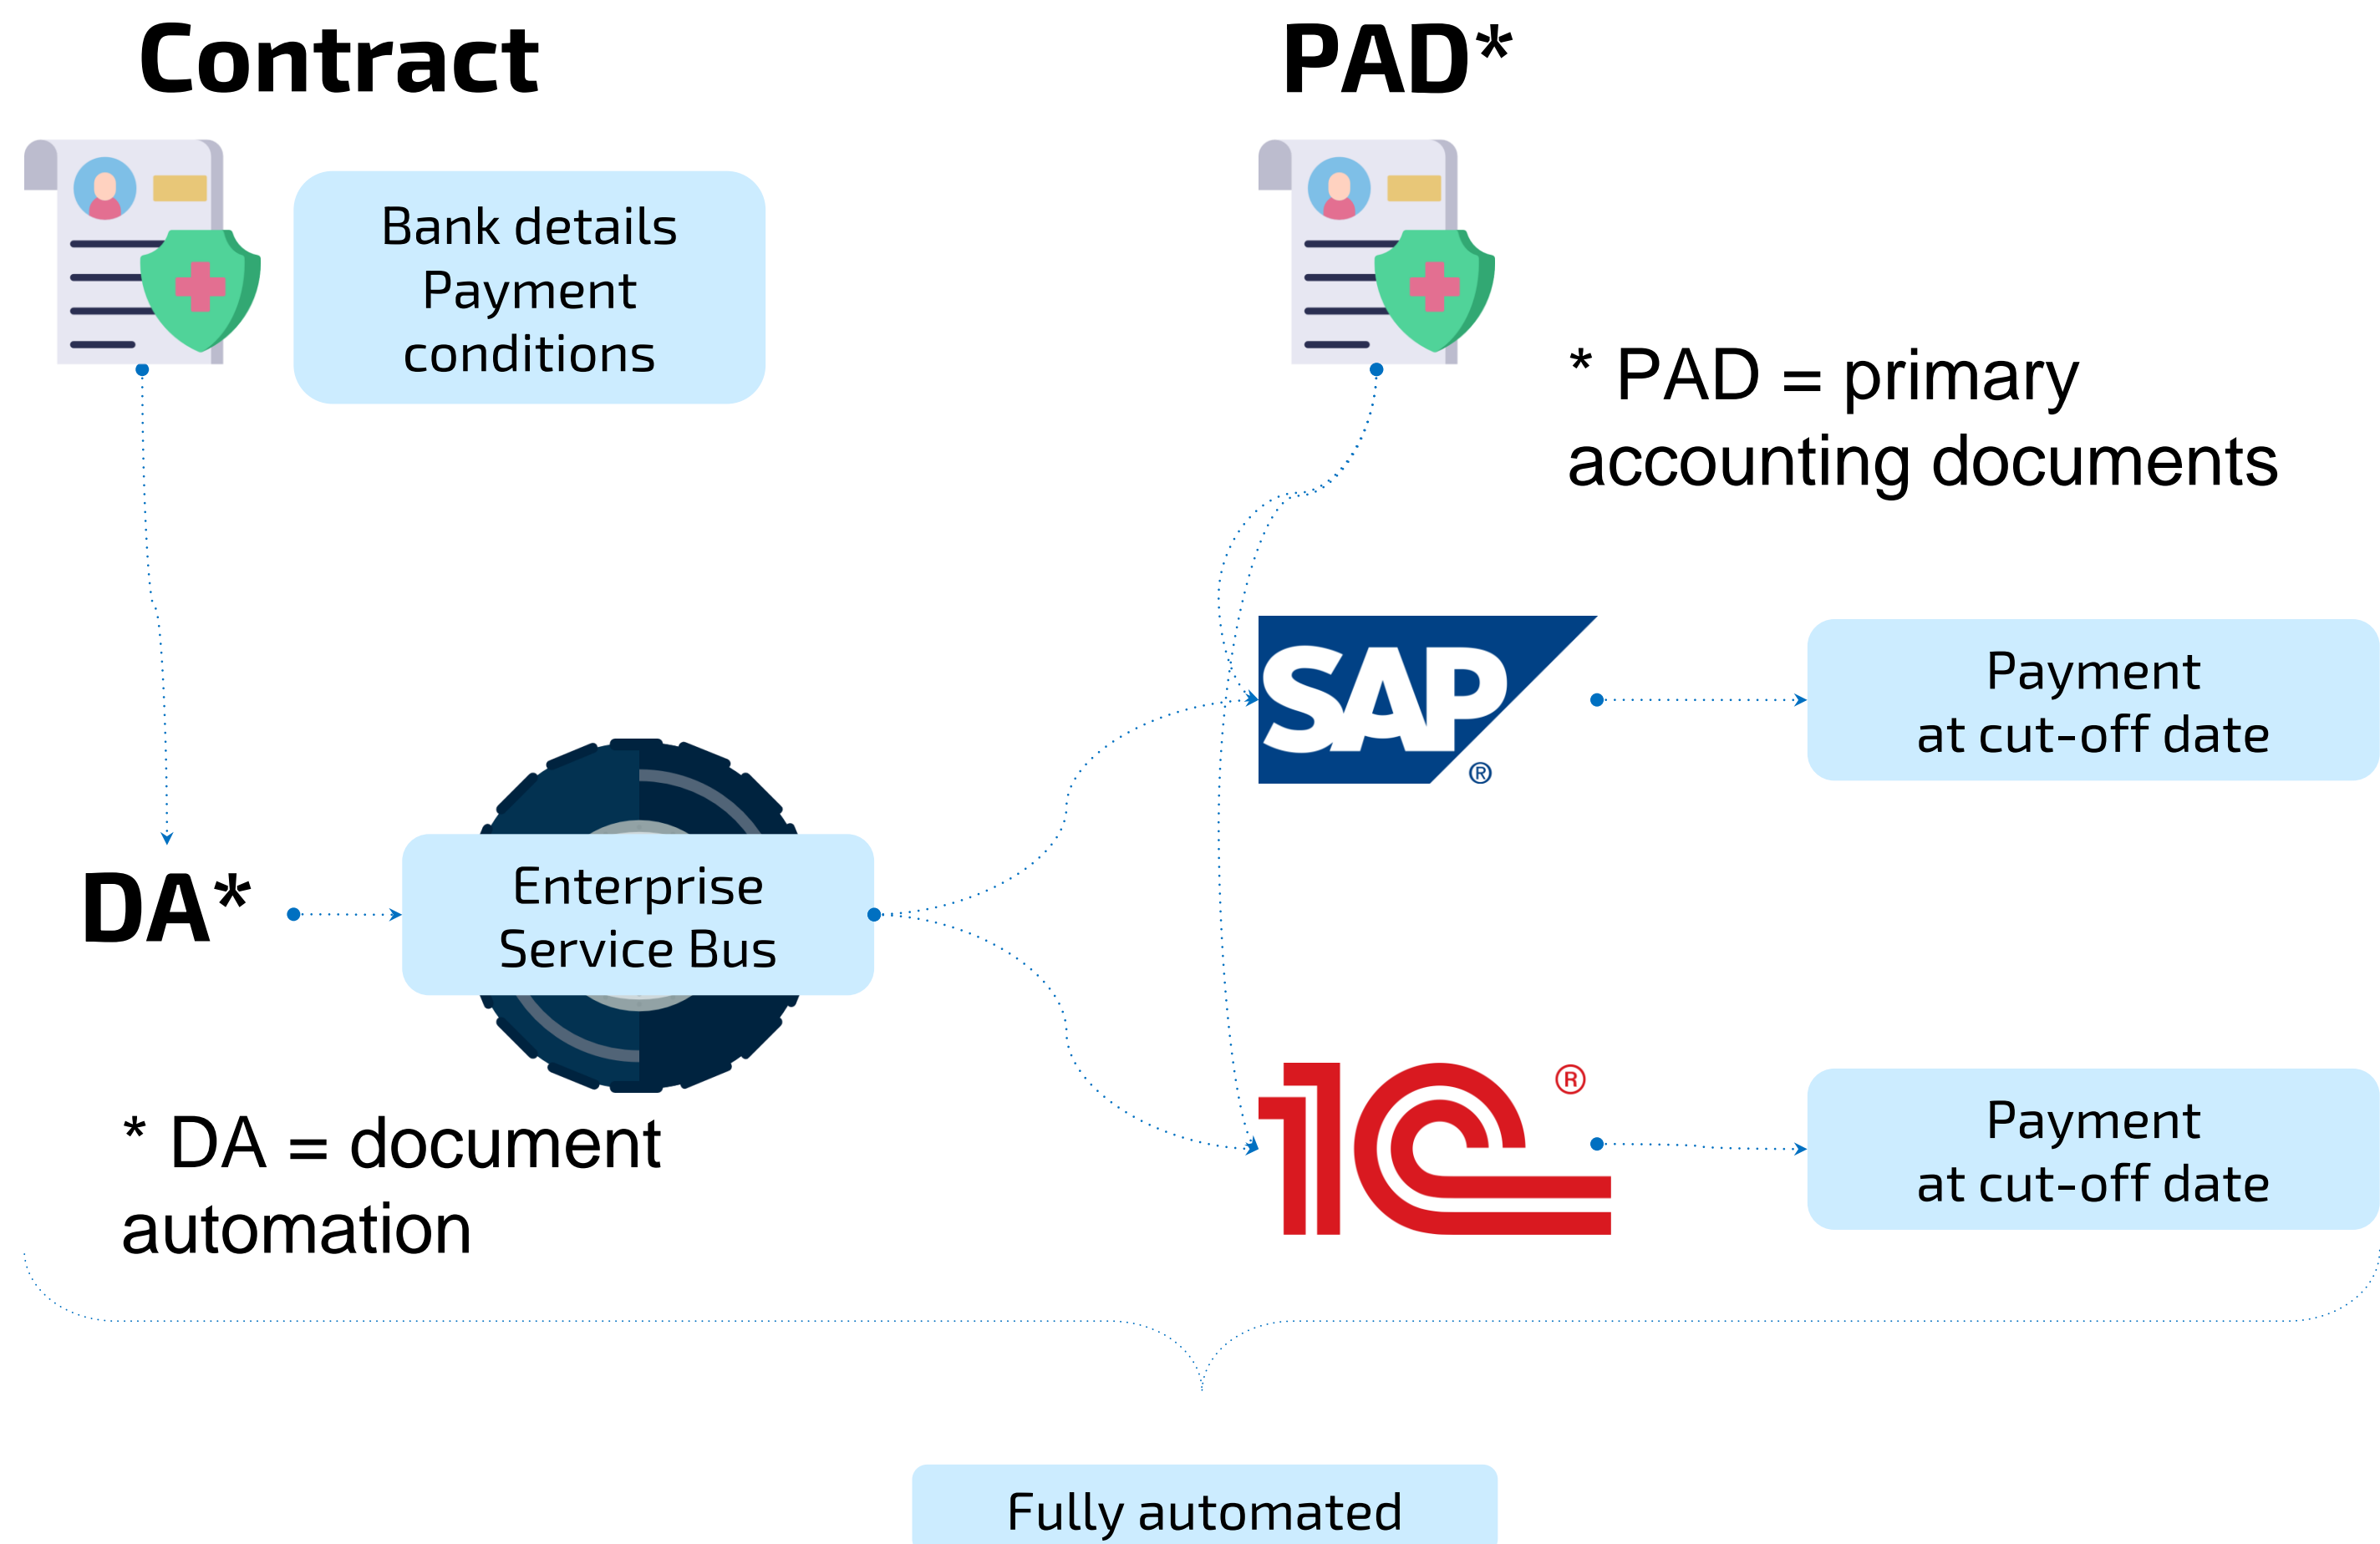 Contract
PAD*
Bank details
Payment
conditions
* PAD = primary
accounting documents
SAP
®
Payment
at cut-off date
DA*
Enterprise
Service Bus
1C
®
Payment
at cut-off date
* DA = document
automation
Fully automated